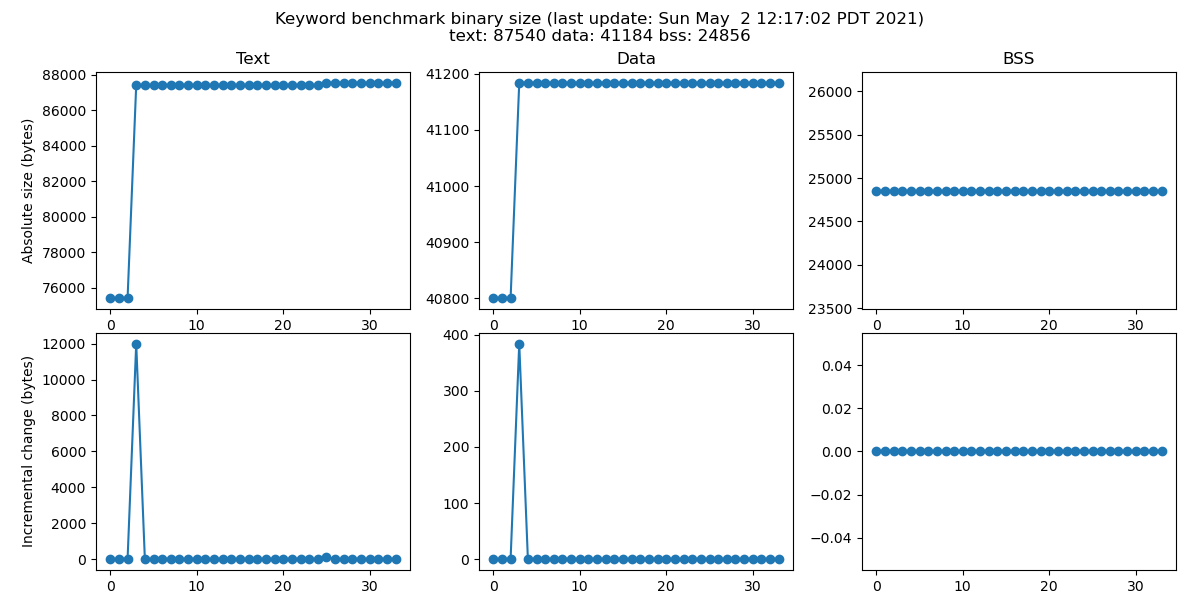 Keyword benchmark binary size (last update: Sun May  2 12:17:02 PDT 2021)
text: 87540 data: 41184 bss: 24856
Text
Data
BSS
Absolute size (bytes)
88000
86000
84000
82000
80000
78000
76000
0 10 20 30
41200
41100
41000
40900
40800
0 10 20 30
26000
25500
25000
24500
24000
23500
0 10 20 30
Incremental change (bytes)
12000
10000
8000
6000
4000
2000
0
0 10 20 30
400
300
200
100
0
0 10 20 30
0.04
0.02
0.00
−0.02
−0.04
0 10 20 30